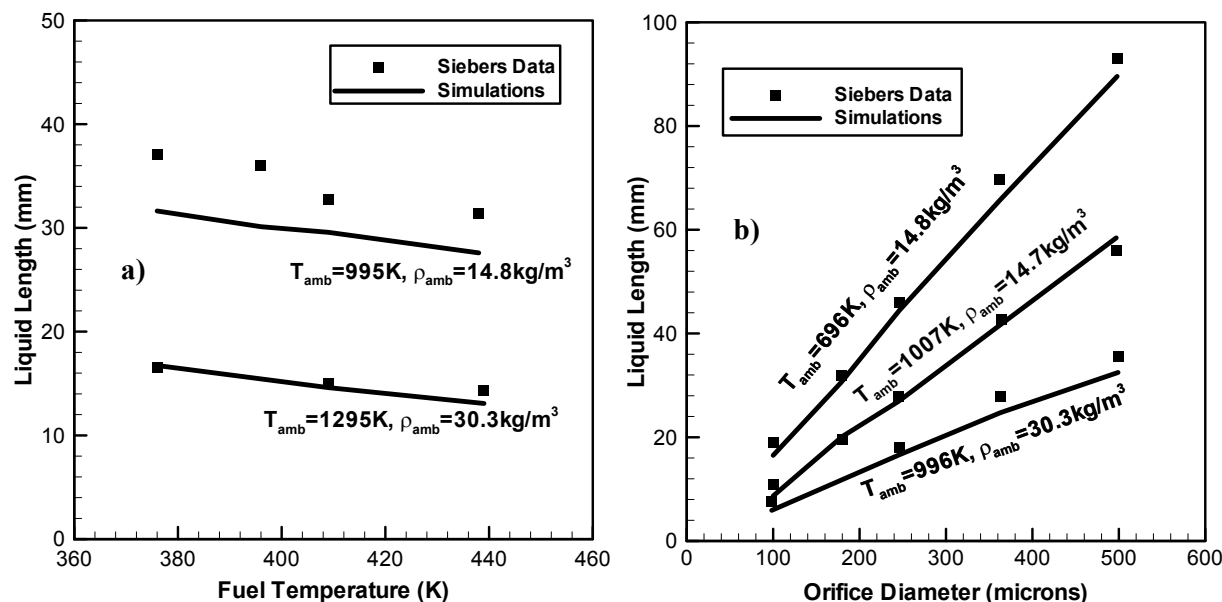 50
40
30
20
10
0
Liquid Length (mm)
Siebers Data
Simulations
a)
T_amb=995K, ρ_amb=14.8kg/m³
T_amb=1295K, ρ_amb=30.3kg/m³
360
380
400
420
440
460
Fuel Temperature (K)
100
80
60
40
20
0
Liquid Length (mm)
Siebers Data
Simulations
b)
T_amb=696K, ρ_amb=14.8kg/m³
T_amb=1007K, ρ_amb=14.7kg/m³
T_amb=996K, ρ_amb=30.3kg/m³
0
100
200
300
400
500
600
Orifice Diameter (microns)